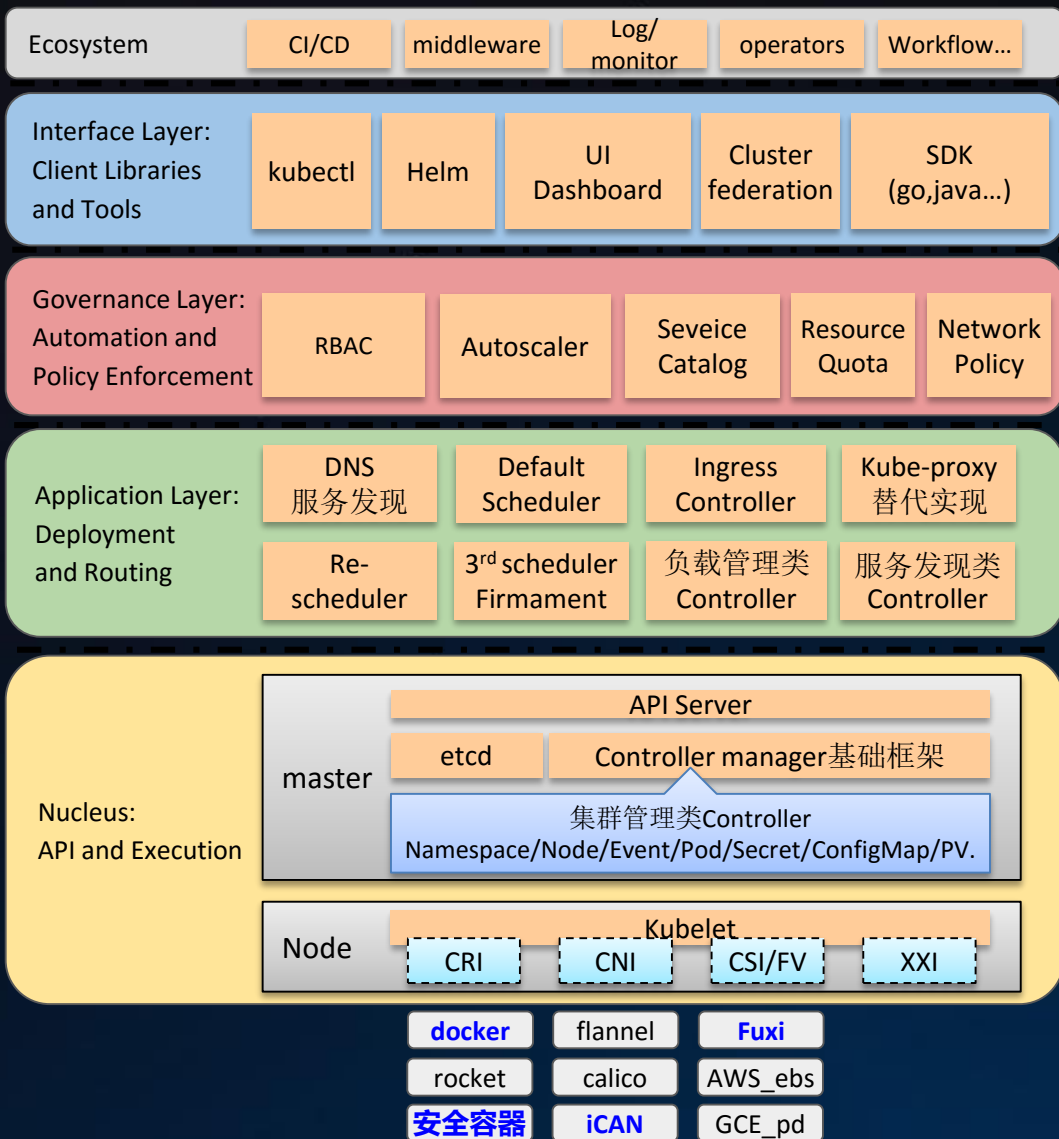 Ecosystem
CI/CD
middleware
Log/
monitor
operators
Workflow...
Interface Layer:
Client Libraries
and Tools
kubectl
Helm
UI
Dashboard
Cluster
federation
SDK
(go,java...)
Governance Layer:
Automation and
Policy Enforcement
RBAC
Autoscaler
Seveice
Catalog
Resource
Quota
Network
Policy
Application Layer:
Deployment
and Routing
DNS
服务发现
Default
Scheduler
Ingress
Controller
Kube-proxy
替代实现
Re-
scheduler
3rd scheduler
Firmament
负载管理类
Controller
服务发现类
Controller
Nucleus:
API and Execution
master
API Server
etcd
Controller manager基础框架
集群管理类Controller
Namespace/Node/Event/Pod/Secret/ConfigMap/PV.
Node
Kubelet
CRI
CNI
CSI/FV
XXI
docker
flannel
Fuxi
rocket
calico
AWS_ebs
安全容器
iCAN
GCE_pd